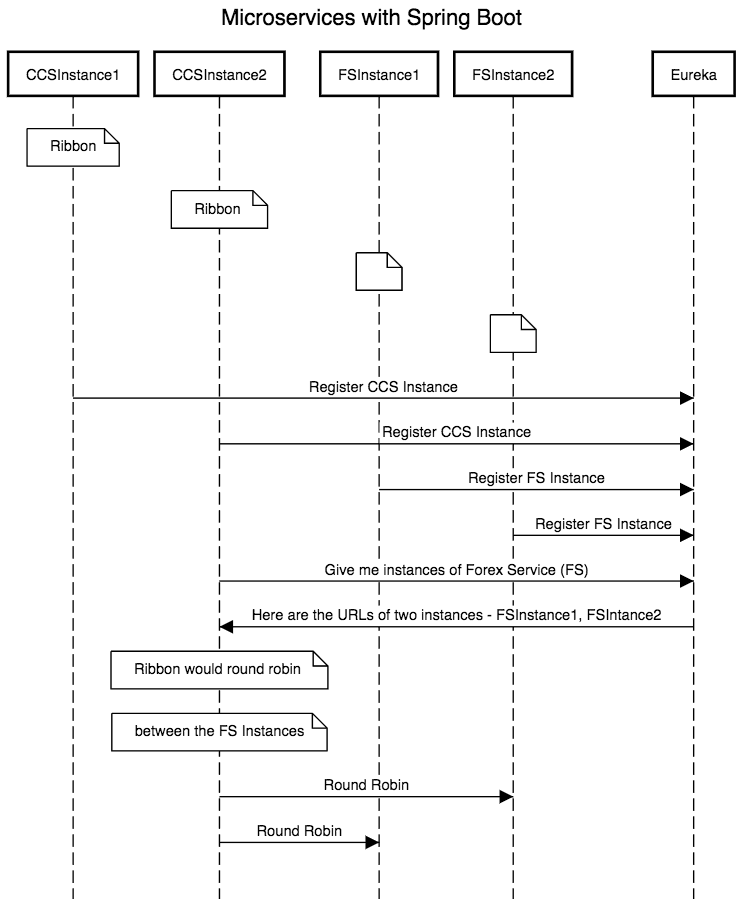 Microservices with Spring Boot
CCSInstance1
CCSInstance2
FSInstance1
FSInstance2
Eureka
Ribbon
Ribbon
Register CCS Instance
Register CCS Instance
Register FS Instance
Register FS Instance
Give me instances of Forex Service (FS)
Here are the URLs of two instances - FSInstance1, FSIntance2
Ribbon would round robin
between the FS Instances
Round Robin
Round Robin